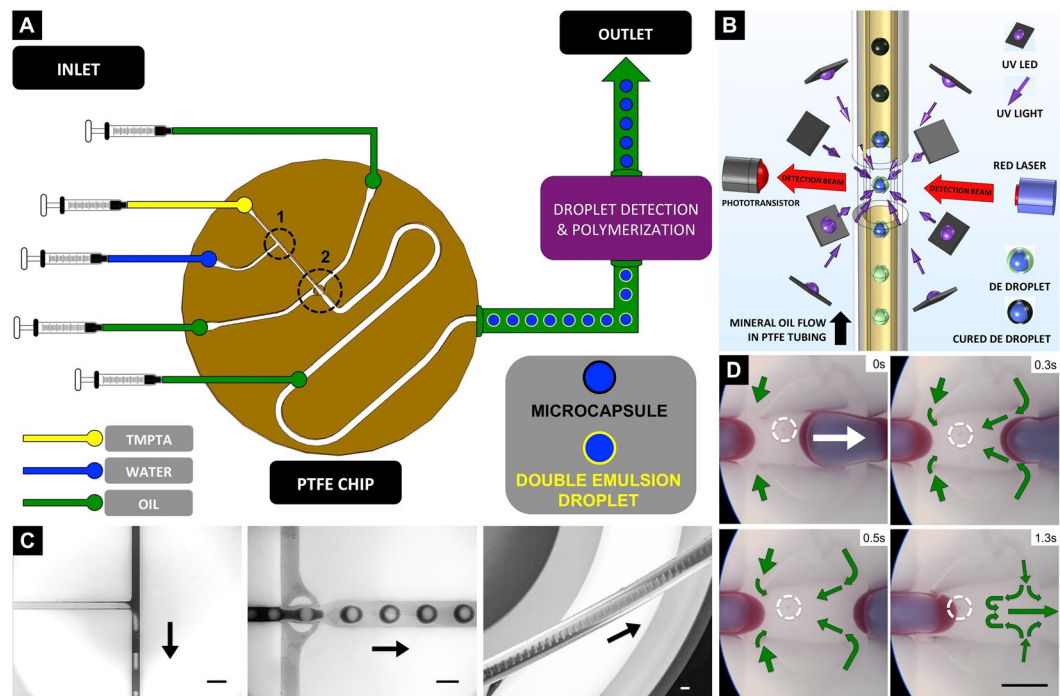 A
INLET
OUTLET
1
2
DROPLET DETECTION
& POLYMERIZATION
MICROCAPSULE
DOUBLE EMULSION
DROPLET
TMPTA
WATER
OIL
PTFE CHIP
B
UV LED
UV LIGHT
RED LASER
DETECTION BEAM
DETECTION BEAM
PHOTOTRANSISTOR
DE DROPLET
MINERAL OIL FLOW
IN PTFE TUBING
CURED DE DROPLET
C
D
0s
0.3s
0.5s
1.3s